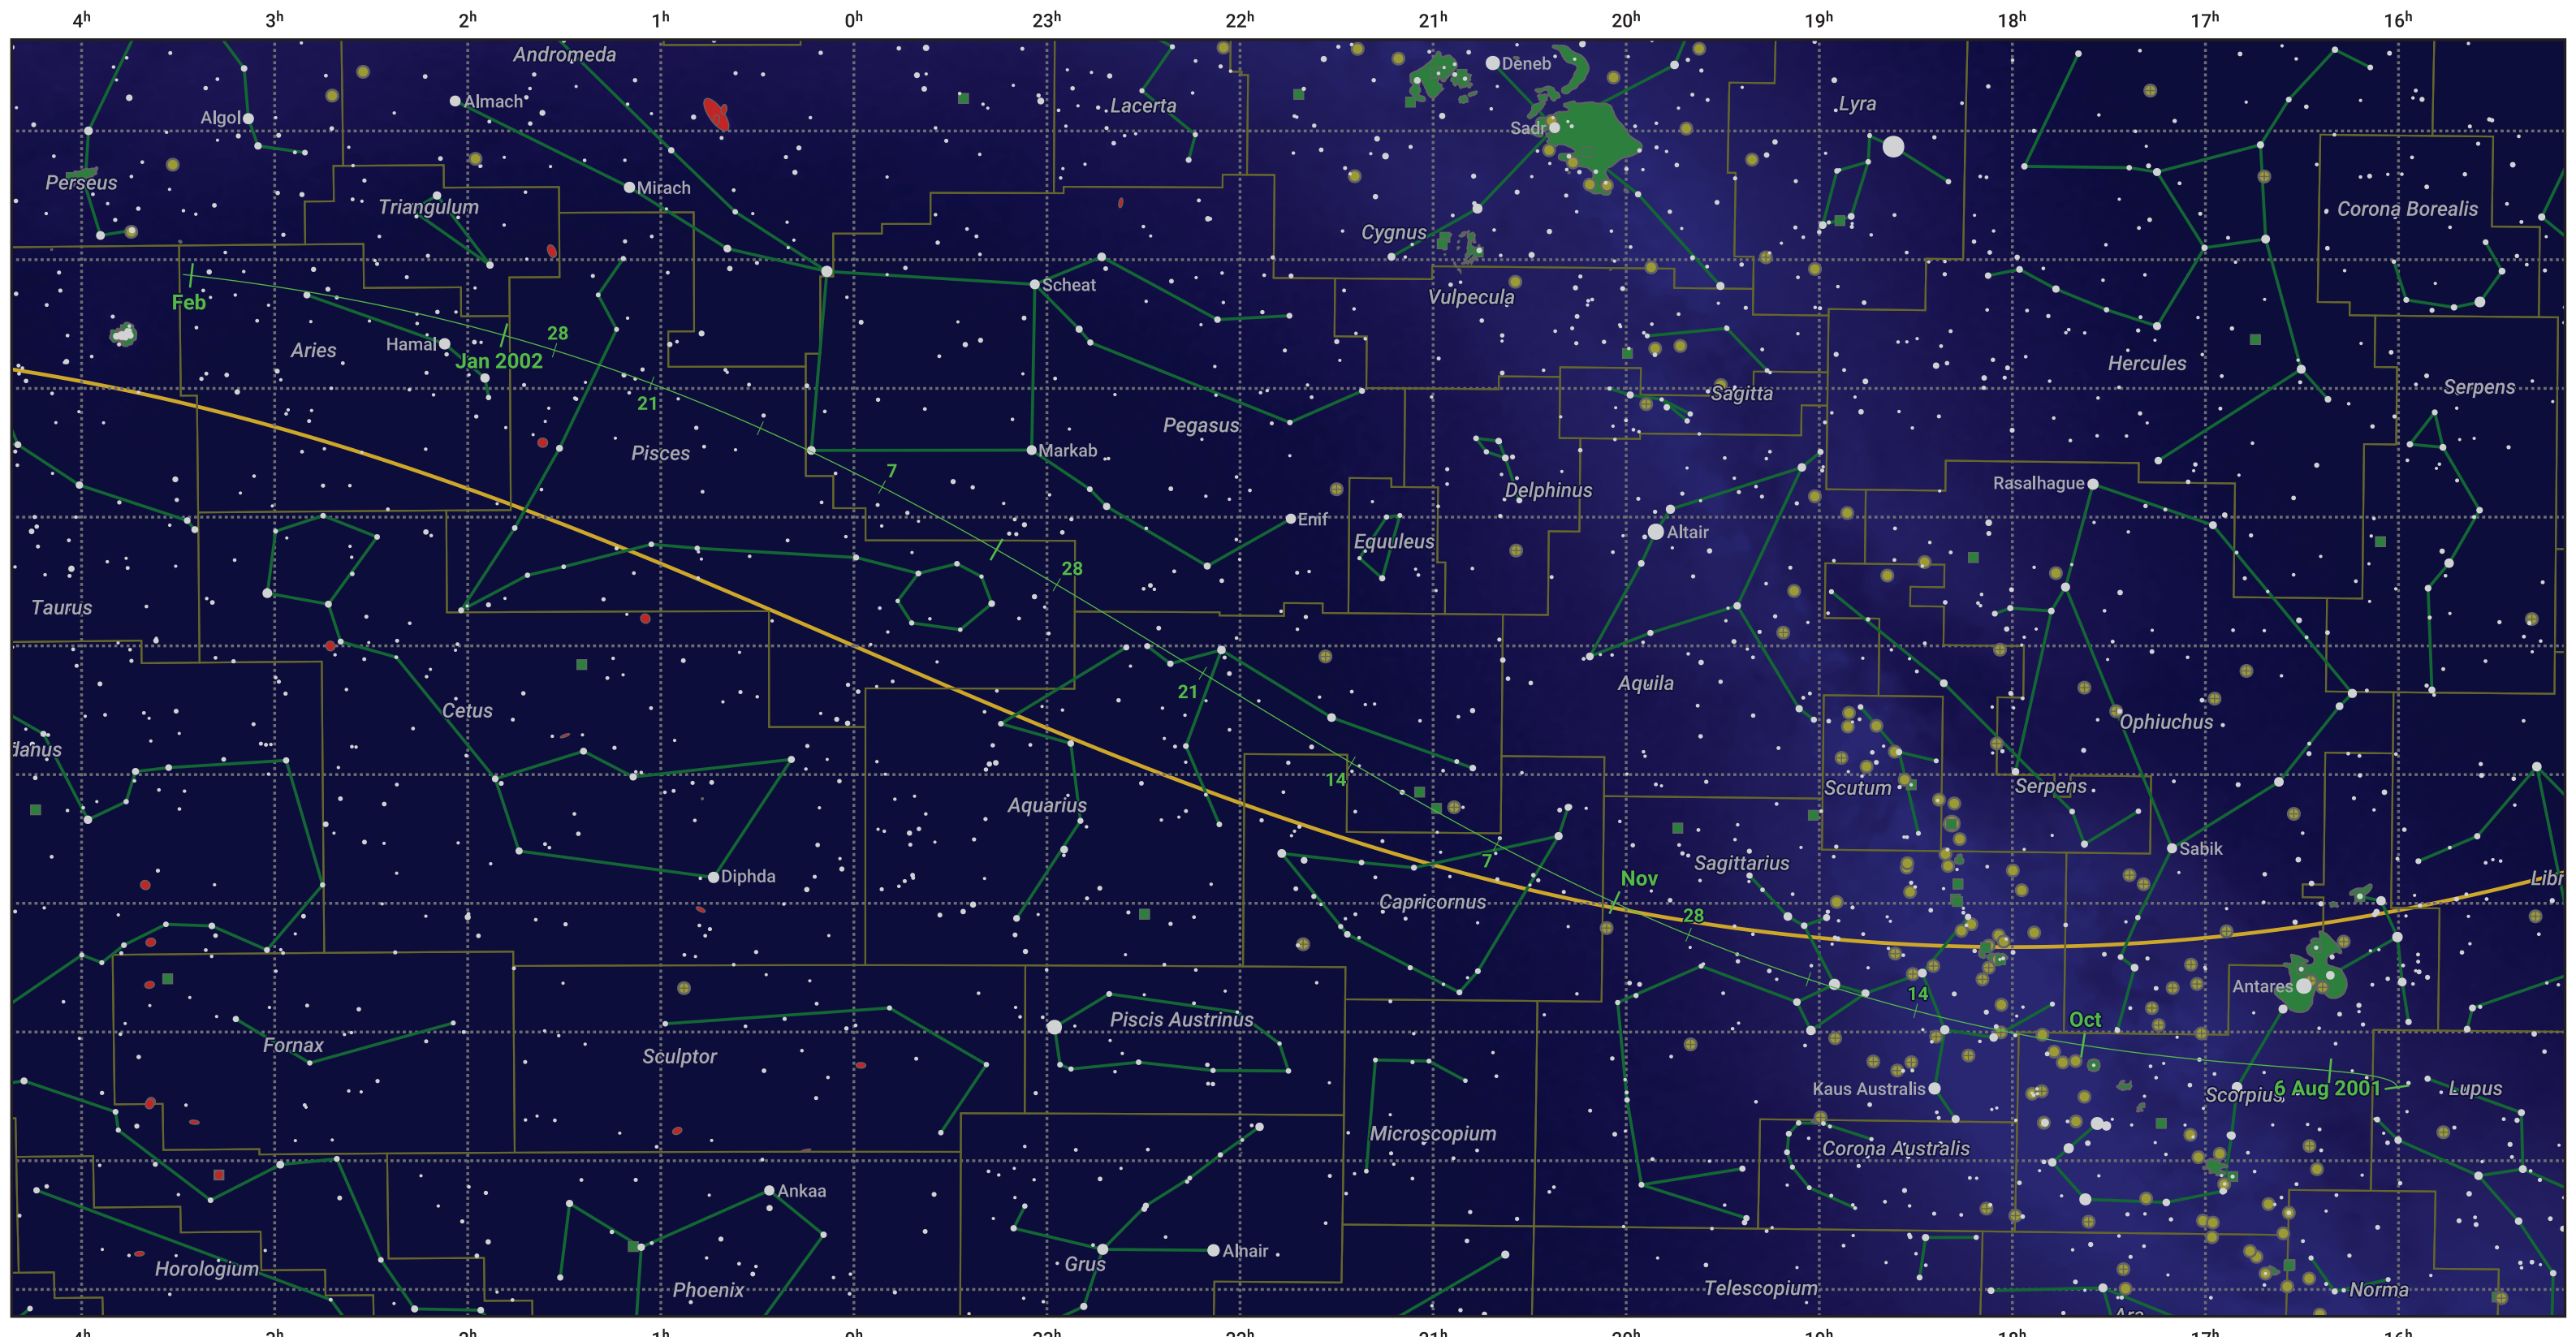 4h 3h 2h 1h 0h 23h 22h 21h 20h 19h 18h 17h 16h
Andromeda
Deneb
Almach
Lacerta
Lyra
Algol
Sadr
Perseus
Mirach
Triangulum
Corona Borealis
Cygnus
Scheat
Vulpecula
Feb
28
Hamal
Aries
Jan 2002
Hercules
Serpens
Sagitta
21
Pegasus
Markab
Pisces
7
Rasalhague
Delphinus
Enif
Altair
Equuleus
28
Taurus
Aquila
21
Cetus
Ophiuchus
14
Scutum
Serpens
Aquarius
Sabik
7
Sagittarius
Diphda
Nov
Capricornus
28
Antares
14
Piscis Austrinus
Oct
Fornax
Sculptor
Kaus Australis
6 Aug 2001
Scorpius
Lupus
Microscopium
Corona Australis
Ankaa
Alnair
Grus
Horologium
Phoenix
Telescopium
Norma